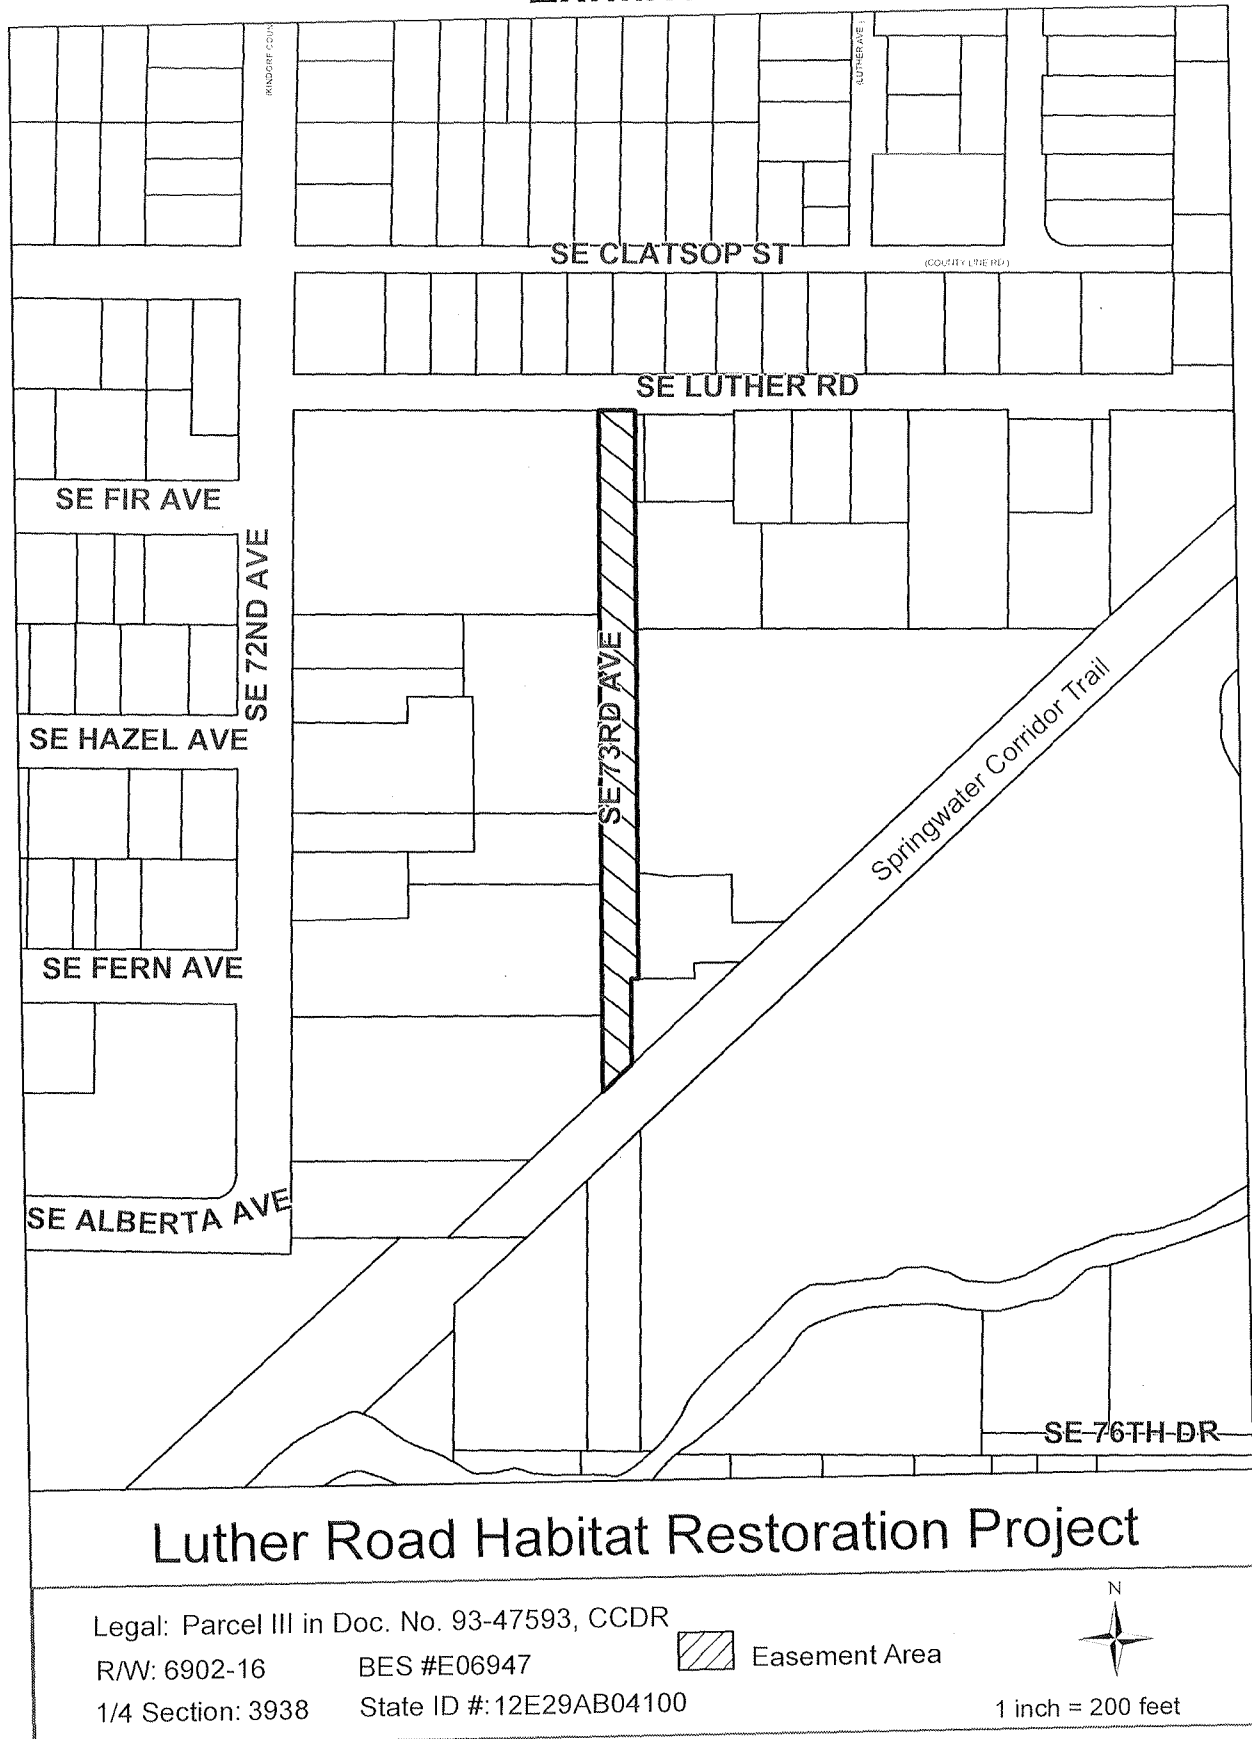 (LUTHER AVE.)
SE CLATSOP ST
(COUNTY LINE RD.)
SE LUTHER RD
SE FIR AVE
SE 72ND AVE
SE 73RD AVE
Springwater Corridor Trail
SE HAZEL AVE
SE FERN AVE
SE ALBERTA AVE
SE 76TH DR
Luther Road Habitat Restoration Project
N
Legal: Parcel III in Doc. No. 93-47593, CCDR
R/W: 6902-16 BES #E06947
Easement Area
1/4 Section: 3938 State ID #:12E29AB04100
1 inch = 200 feet